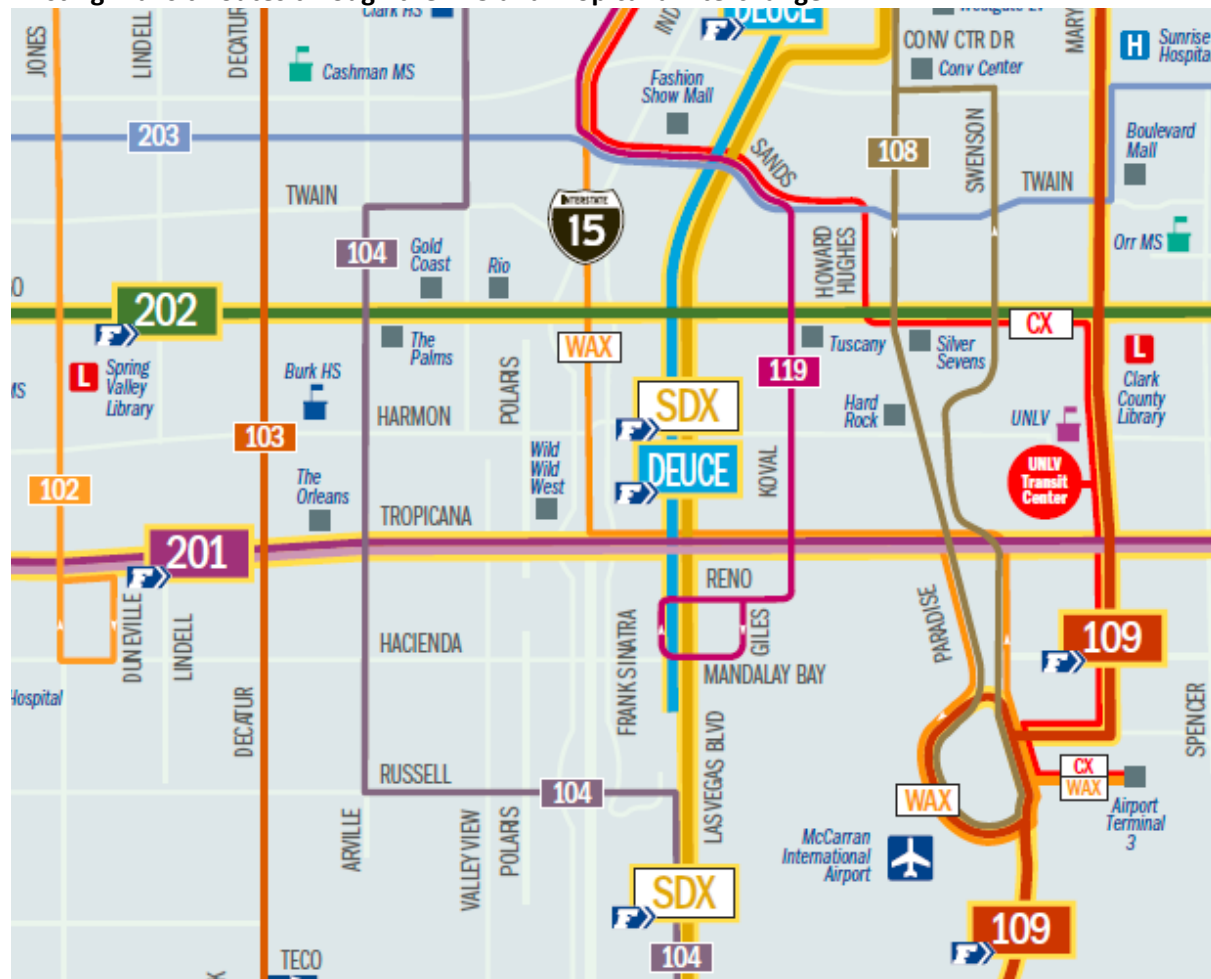 JONES
LINDELL
DECATUR
Clark HS
Cashman MS
IND
DEUCE
F
CONV CTR DR
Conv Center
MARY
H
Sunrise
Hospita
Fashion
Show Mall
203
SANDS
108
SWENSON
Boulevard
Mall
TWAIN
TWAIN
INTERSTATE
15
Orr MS
104
Gold
Coast
Rio
HOWARD
HUGHES
202
F
WAX
CX
The
Palms
Tuscany
Silver
Sevens
L
Spring
Valley
Library
L
Clark
County
Library
MS
Burk HS
POLARIS
119
SDX
F
HARMON
Hard
Rock
UNLV
103
DEUCE
F
KOVAL
102
The
Orleans
Wild
Wild
West
UNLV
Transit
Center
TROPICANA
201
F
RENO
DUNEVILLE
LINDELL
HACIENDA
FRANK SINATRA
GILES
PARADISE
109
F
MANDALAY BAY
Hospital
DECATUR
LAS VEGAS BLVD
SPENCER
RUSSELL
104
CX
WAX
WAX
Airport
Terminal
3
ARVILLE
VALLEY VIEW
POLARIS
McCarran
International
Airport
SDX
F
109
F
104
TECO